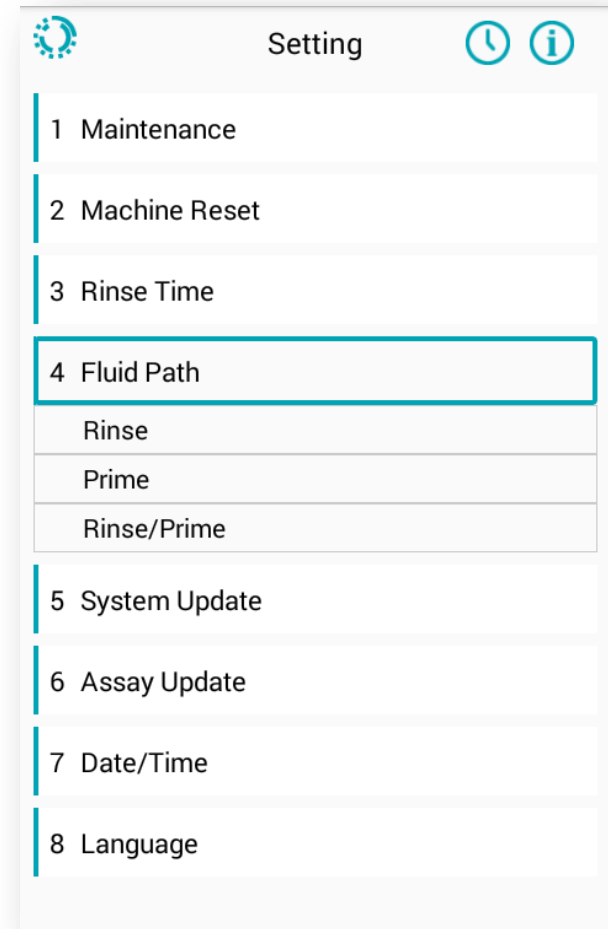 Setting
1 Maintenance
2 Machine Reset
3 Rinse Time
4 Fluid Path
Rinse
Prime
Rinse/Prime
5 System Update
6 Assay Update
7 Date/Time
8 Language